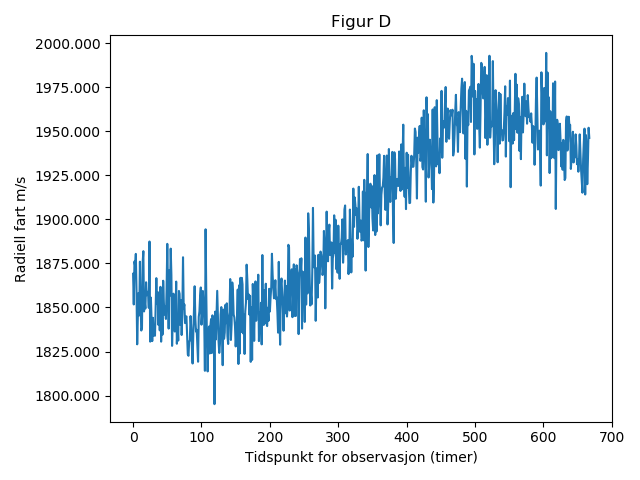 Figur D
Radiell fart m/s
2000.000
1975.000
1950.000
1925.000
1900.000
1875.000
1850.000
1825.000
1800.000
0 100 200 300 400 500 600 700
Tidspunkt for observasjon (timer)